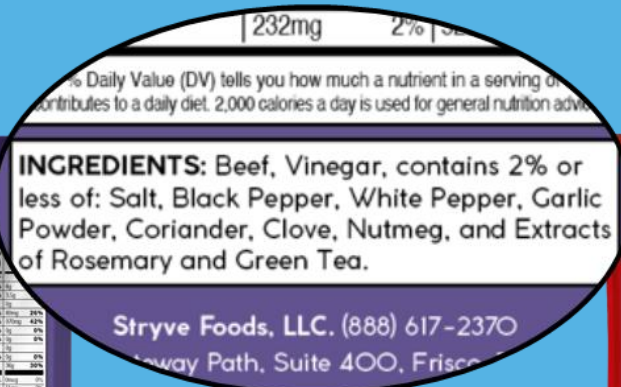 232mg 2%
% Daily Value (DV) tells you how much a nutrient in a serving of
contributes to a daily diet. 2,000 calories a day is used for general nutrition
INGREDIENTS: Beef, Vinegar, contains 2% or
less of: Salt, Black Pepper, White Pepper, Garlic
Powder, Coriander, Clove, Nutmeg, and Extracts
of Rosemary and Green Tea.
Stryve Foods, LLC. (888) 617-2370
Path, Suite 400,